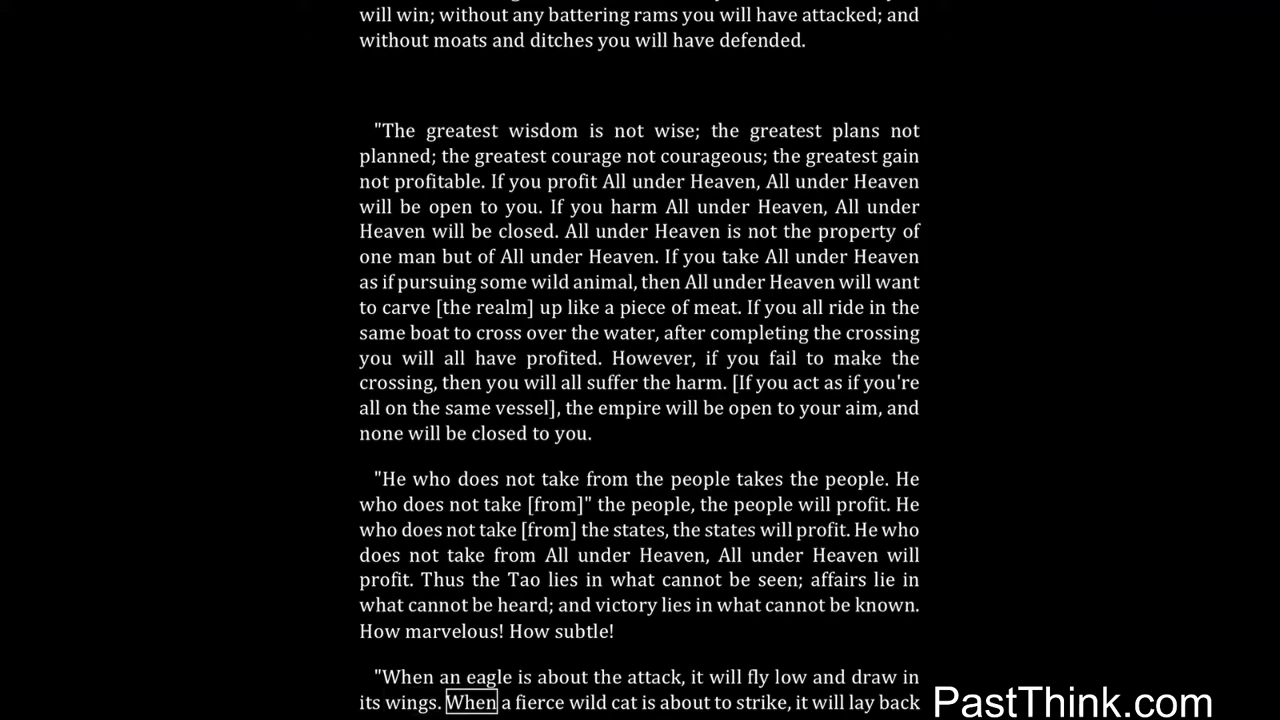 will win; without any battering rams you will have attacked; and
without moats and ditches you will have defended.
"The greatest wisdom is not wise; the greatest plans not
planned; the greatest courage not courageous; the greatest gain
not profitable. If you profit All under Heaven, All under Heaven
will be open to you. If you harm All under Heaven, All under
Heaven will be closed. All under Heaven is not the property of
one man but of All under Heaven. If you take All under Heaven
as if pursuing some wild animal, then All under Heaven will want
to carve [the realm] up like a piece of meat. If you all ride in the
same boat to cross over the water, after completing the crossing
you will all have profited. However, if you fail to make the
crossing, then you will all suffer the harm. [If you act as if you're
all on the same vessel], the empire will be open to your aim, and
none will be closed to you.
"He who does not take from the people takes the people. He
who does not take [from]" the people, the people will profit. He
who does not take [from] the states, the states will profit. He who
does not take from All under Heaven, All under Heaven will
profit. Thus the Tao lies in what cannot be seen; affairs lie in
what cannot be heard; and victory lies in what cannot be known.
How marvelous! How subtle!
"When an eagle is about the attack, it will fly low and draw in
its wings. When a fierce wild cat is about to strike, it will lay back
PastThink.com